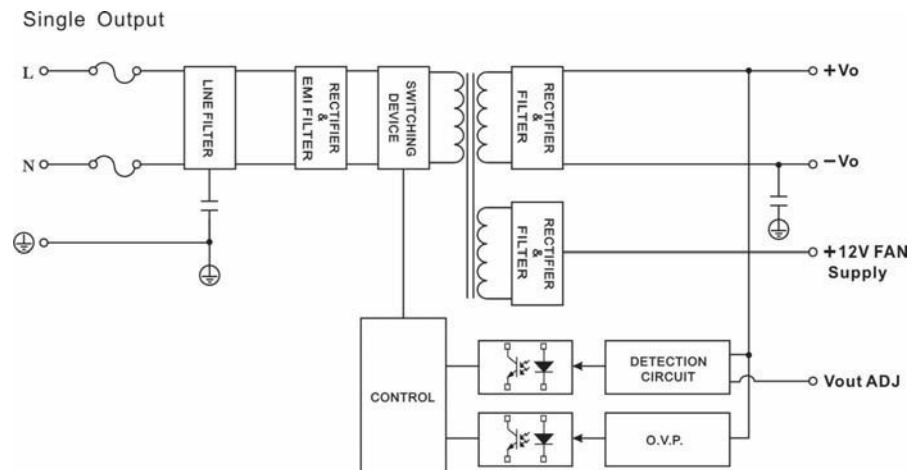 Single Output
L
N
LINE FILTER
RECTIFIER
&
EMI FILTER
SWITCHING
DEVICE
RECTIFIER
&
FILTER
+Vo
-Vo
RECTIFIER
&
FILTER
+12V FAN
Supply
CONTROL
DETECTION
CIRCUIT
Vout ADJ
O.V.P.